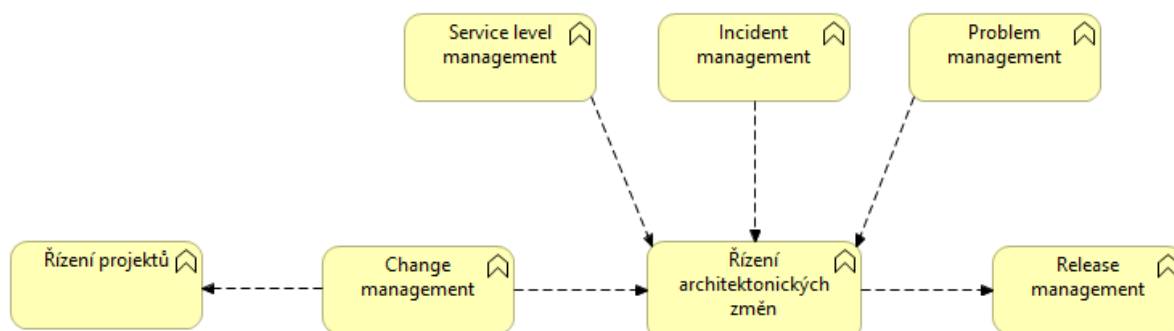 Service level
management
Incident
management
Problem
management
Řízení projektů
Change
management
Řízení
architektonických
změn
Release
management